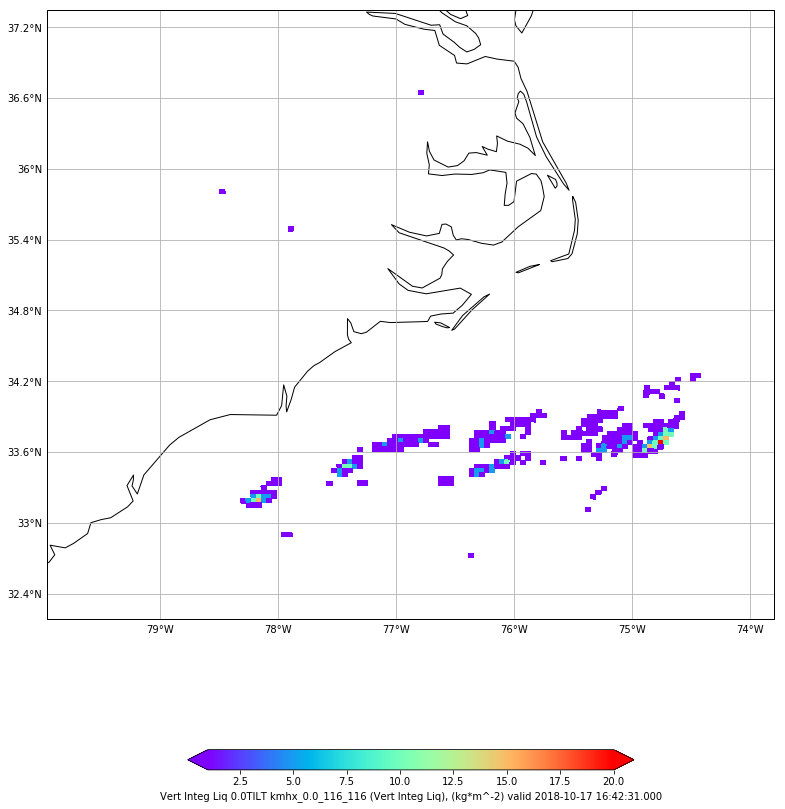 37.2°N
36.6°N
36°N
35.4°N
34.8°N
34.2°N
33.6°N
33°N
32.4°N
79°W 78°W 77°W 76°W 75°W 74°W
2.5 5.0 7.5 10.0 12.5 15.0 17.5 20.0
Vert Integ Liq 0.0TILT kmhx_0.0_116_116 (Vert Integ Liq), (kg*m^-2) valid 2018-10-17 16:42:31.000